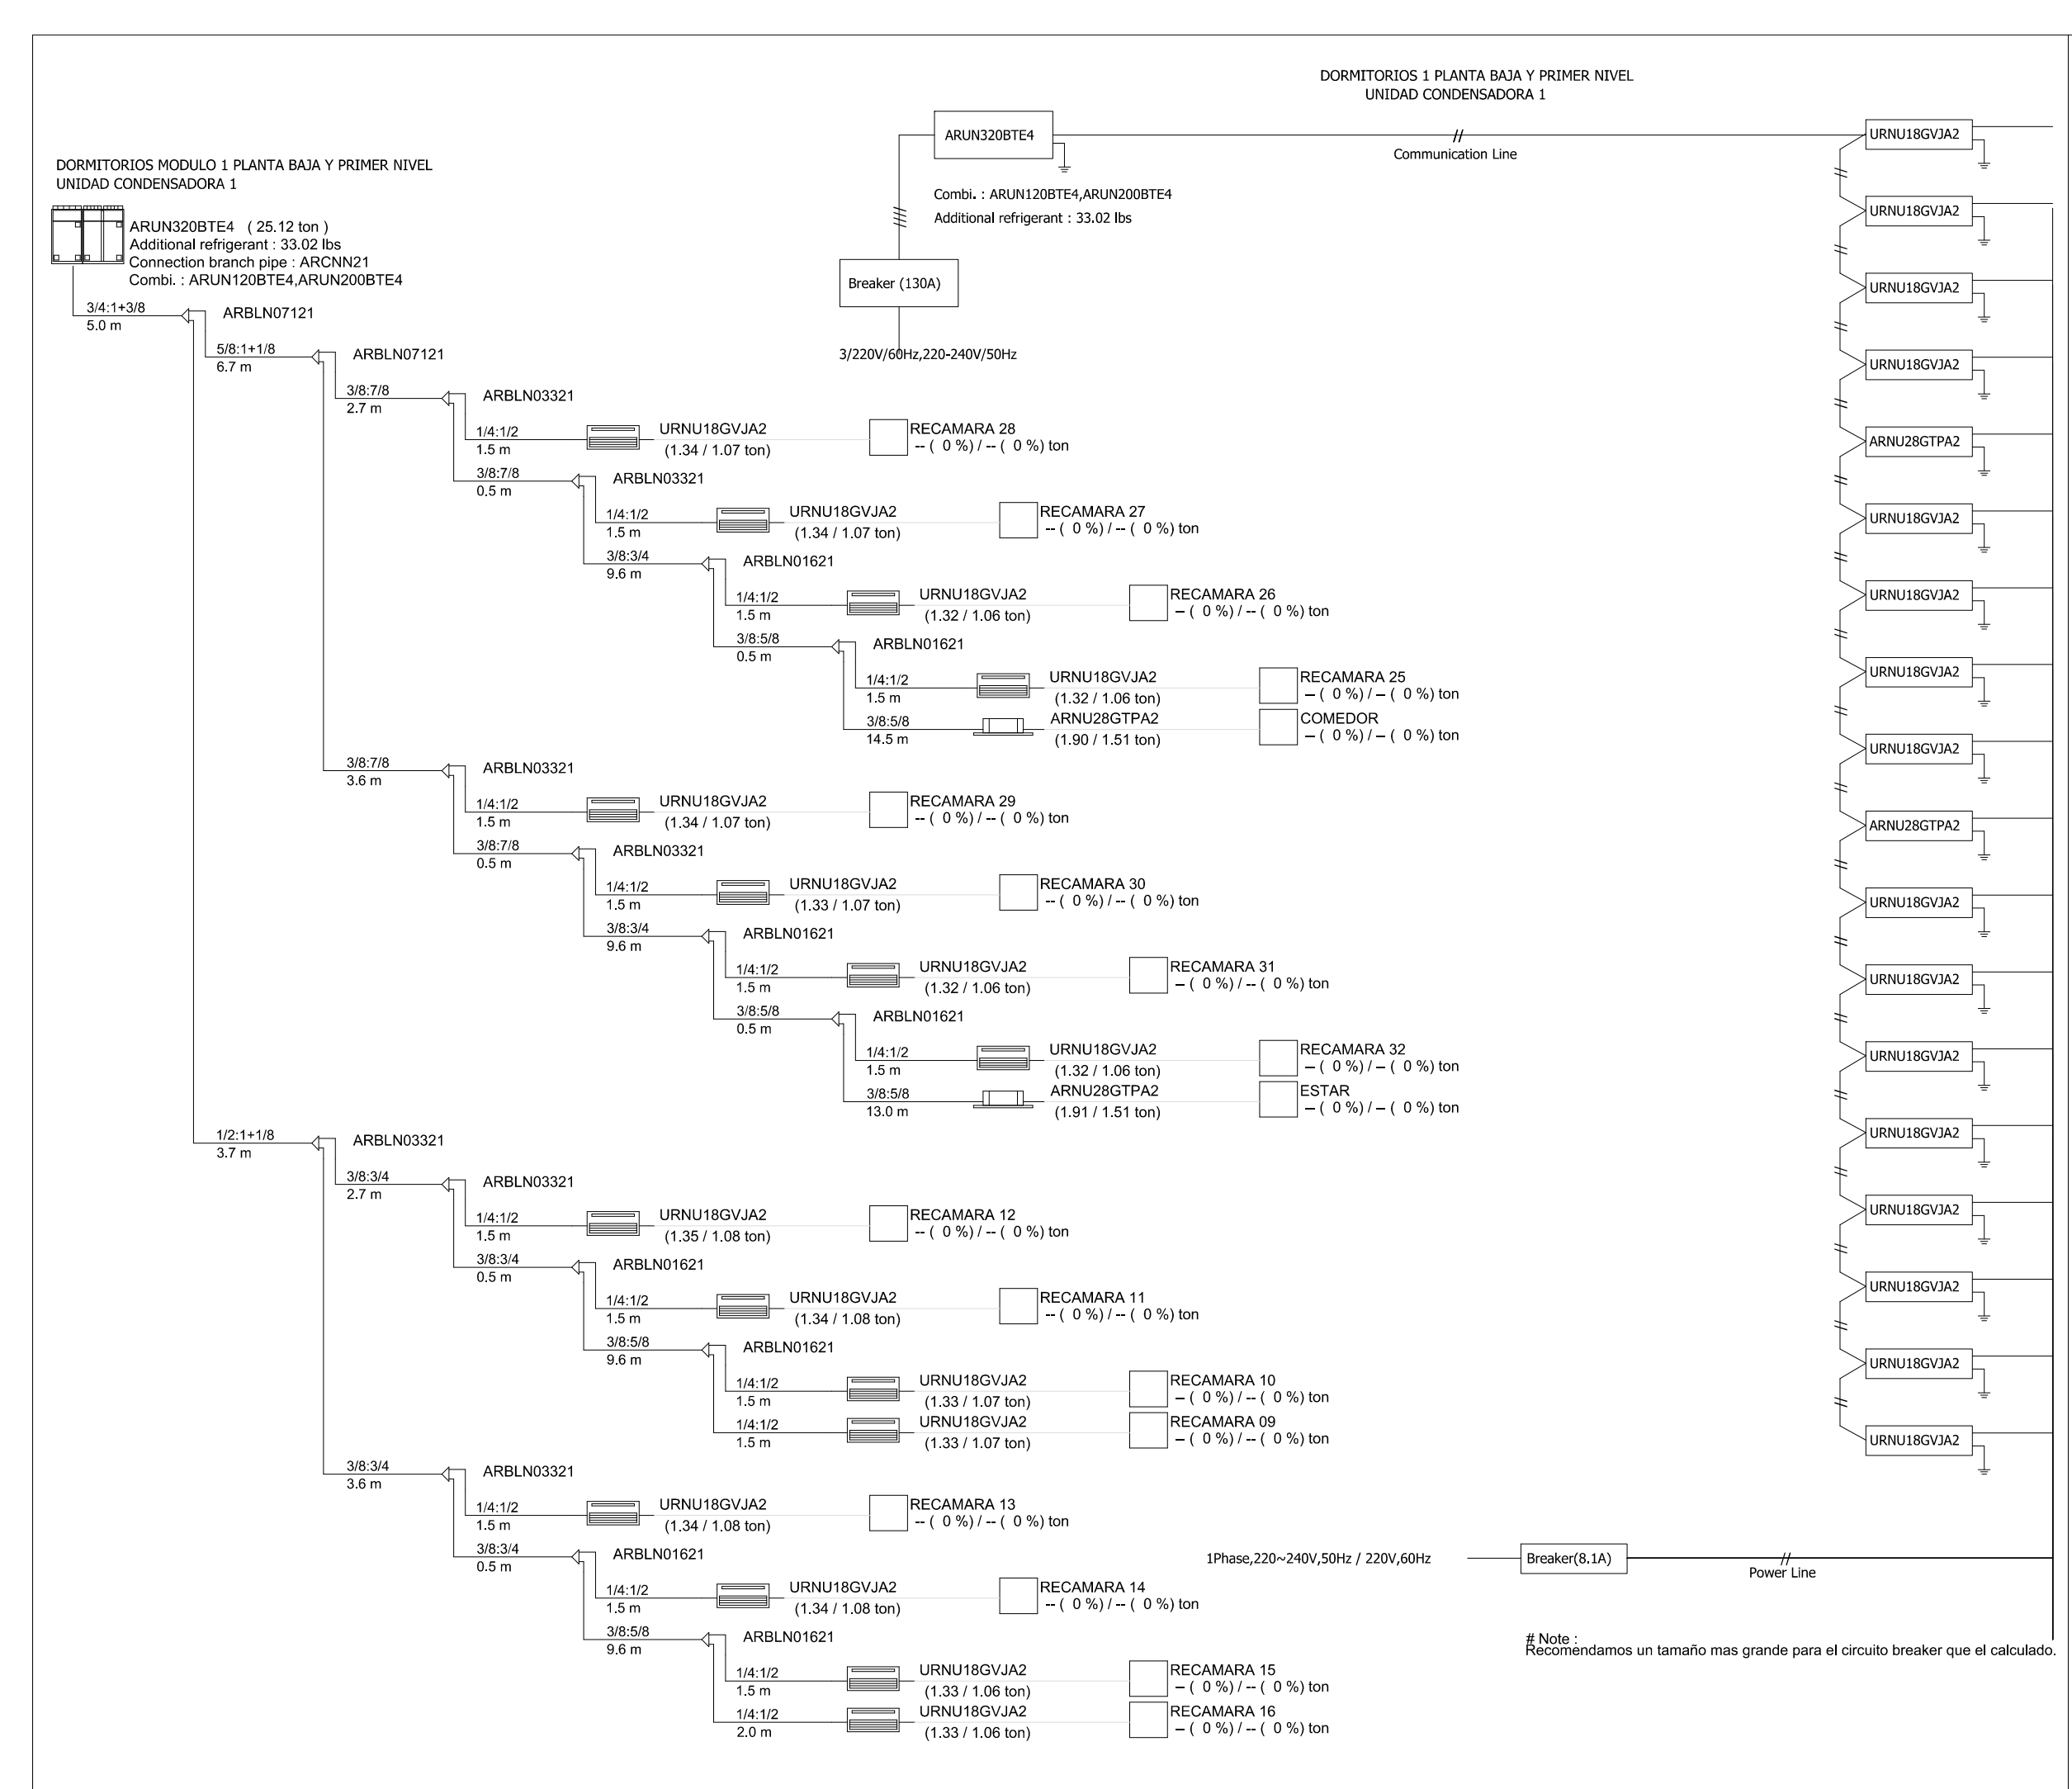 DORMITORIOS 1 PLANTA BAJA Y PRIMER NIVEL
UNIDAD CONDENSADORA 1
DORMITORIOS MODULO 1 PLANTA BAJA Y PRIMER NIVEL
UNIDAD CONDENSADORA 1
ARUN320BTE4 ( 25.12 ton )
Additional refrigerant : 33.02 lbs
Connection branch pipe : ARCNN21
Combi. : ARUN120BTE4,ARUN200BTE4
3/4:1+3/8
5.0 m
ARBLN07121
5/8:1+1/8
6.7 m
ARBLN07121
3/8:7/8
2.7 m
ARBLN03321
1/4:1/2
1.5 m
URNU18GVJA2
(1.34 / 1.07 ton)
RECAMARA 28
-- ( 0 %) / -- ( 0 %) ton
3/8:7/8
0.5 m
ARBLN03321
1/4:1/2
1.5 m
URNU18GVJA2
(1.34 / 1.07 ton)
RECAMARA 27
-- ( 0 %) / -- ( 0 %) ton
3/8:3/4
9.6 m
ARBLN01621
1/4:1/2
1.5 m
URNU18GVJA2
(1.32 / 1.06 ton)
RECAMARA 26
-- ( 0 %) / -- ( 0 %) ton
3/8:5/8
0.5 m
ARBLN01621
1/4:1/2
1.5 m
URNU18GVJA2
(1.32 / 1.06 ton)
RECAMARA 25
-- ( 0 %) / -- ( 0 %) ton
3/8:5/8
14.5 m
ARNU28GTPA2
(1.90 / 1.51 ton)
COMEDOR
-- ( 0 %) / -- ( 0 %) ton
3/8:7/8
3.6 m
ARBLN03321
1/4:1/2
1.5 m
URNU18GVJA2
(1.34 / 1.07 ton)
RECAMARA 29
-- ( 0 %) / -- ( 0 %) ton
3/8:7/8
0.5 m
ARBLN03321
1/4:1/2
1.5 m
URNU18GVJA2
(1.33 / 1.07 ton)
RECAMARA 30
-- ( 0 %) / -- ( 0 %) ton
3/8:3/4
9.6 m
ARBLN01621
1/4:1/2
1.5 m
URNU18GVJA2
(1.32 / 1.06 ton)
RECAMARA 31
-- ( 0 %) / -- ( 0 %) ton
3/8:5/8
0.5 m
ARBLN01621
1/4:1/2
1.5 m
URNU18GVJA2
(1.32 / 1.06 ton)
RECAMARA 32
-- ( 0 %) / -- ( 0 %) ton
3/8:5/8
13.0 m
ARNU28GTPA2
(1.91 / 1.51 ton)
ESTAR
-- ( 0 %) / -- ( 0 %) ton
1/2:1+1/8
3.7 m
ARBLN03321
3/8:3/4
2.7 m
ARBLN03321
1/4:1/2
1.5 m
URNU18GVJA2
(1.35 / 1.08 ton)
RECAMARA 12
-- ( 0 %) / -- ( 0 %) ton
3/8:3/4
0.5 m
ARBLN01621
1/4:1/2
1.5 m
URNU18GVJA2
(1.34 / 1.08 ton)
RECAMARA 11
-- ( 0 %) / -- ( 0 %) ton
3/8:5/8
9.6 m
ARBLN01621
1/4:1/2
1.5 m
URNU18GVJA2
(1.33 / 1.07 ton)
RECAMARA 10
-- ( 0 %) / -- ( 0 %) ton
1/4:1/2
1.5 m
URNU18GVJA2
(1.33 / 1.07 ton)
RECAMARA 09
-- ( 0 %) / -- ( 0 %) ton
3/8:3/4
3.6 m
ARBLN03321
1/4:1/2
1.5 m
URNU18GVJA2
(1.34 / 1.08 ton)
RECAMARA 13
-- ( 0 %) / -- ( 0 %) ton
3/8:3/4
0.5 m
ARBLN01621
1/4:1/2
1.5 m
URNU18GVJA2
(1.34 / 1.08 ton)
RECAMARA 14
-- ( 0 %) / -- ( 0 %) ton
3/8:5/8
9.6 m
ARBLN01621
1/4:1/2
1.5 m
URNU18GVJA2
(1.33 / 1.06 ton)
RECAMARA 15
-- ( 0 %) / -- ( 0 %) ton
1/4:1/2
2.0 m
URNU18GVJA2
(1.33 / 1.06 ton)
RECAMARA 16
-- ( 0 %) / -- ( 0 %) ton
ARUN320BTE4
Communication Line
Combi. : ARUN120BTE4,ARUN200BTE4
Additional refrigerant : 33.02 lbs
Breaker (130A)
3/220V/60Hz,220-240V/50Hz
URNU18GVJA2
URNU18GVJA2
URNU18GVJA2
URNU18GVJA2
ARNU28GTPA2
URNU18GVJA2
URNU18GVJA2
URNU18GVJA2
URNU18GVJA2
ARNU28GTPA2
URNU18GVJA2
URNU18GVJA2
URNU18GVJA2
URNU18GVJA2
URNU18GVJA2
URNU18GVJA2
URNU18GVJA2
URNU18GVJA2
1Phase,220~240V,50Hz / 220V,60Hz
Breaker(8.1A)
Power Line
# Note :
Recomendamos un tamaño mas grande para el circuito breaker que el calculado.